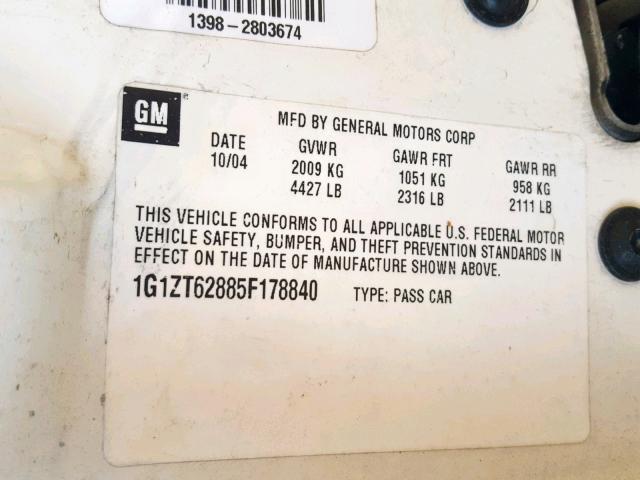 1398-2803674
GM
®
MFD BY GENERAL MOTORS CORP
DATE GVWR GAWR FRT GAWR RR
10/04 2009 KG 1051 KG 958 KG
4427 LB 2316 LB 2111 LB
THIS VEHICLE CONFORMS TO ALL APPLICABLE U.S. FEDERAL MOTOR
VEHICLE SAFETY, BUMPER, AND THEFT PREVENTION STANDARDS IN
EFFECT ON THE DATE OF MANUFACTURE SHOWN ABOVE.
1G1ZT62885F178840 TYPE: PASS CAR